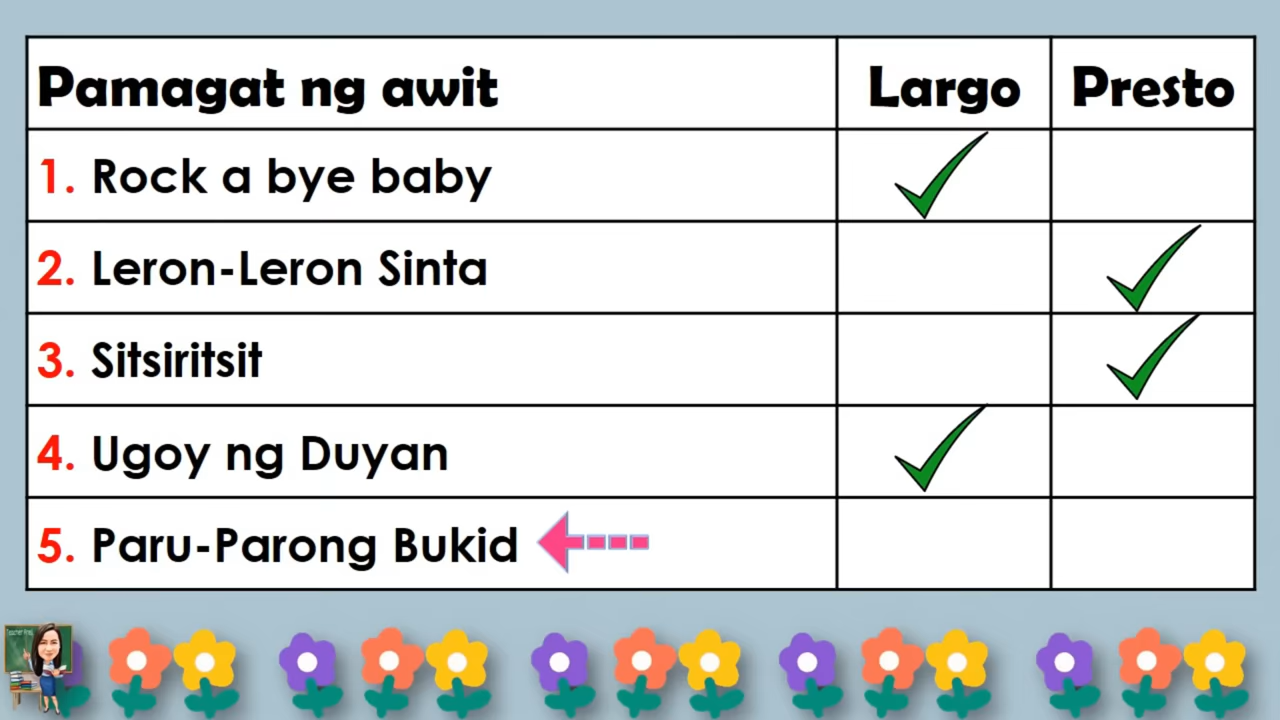 Pamagat ng awit Largo Presto
1. Rock a bye baby
2. Leron-Leron Sinta
3. Sitsiritsit
4. Ugoy ng Duyan
5. Paru-Parong Bukid